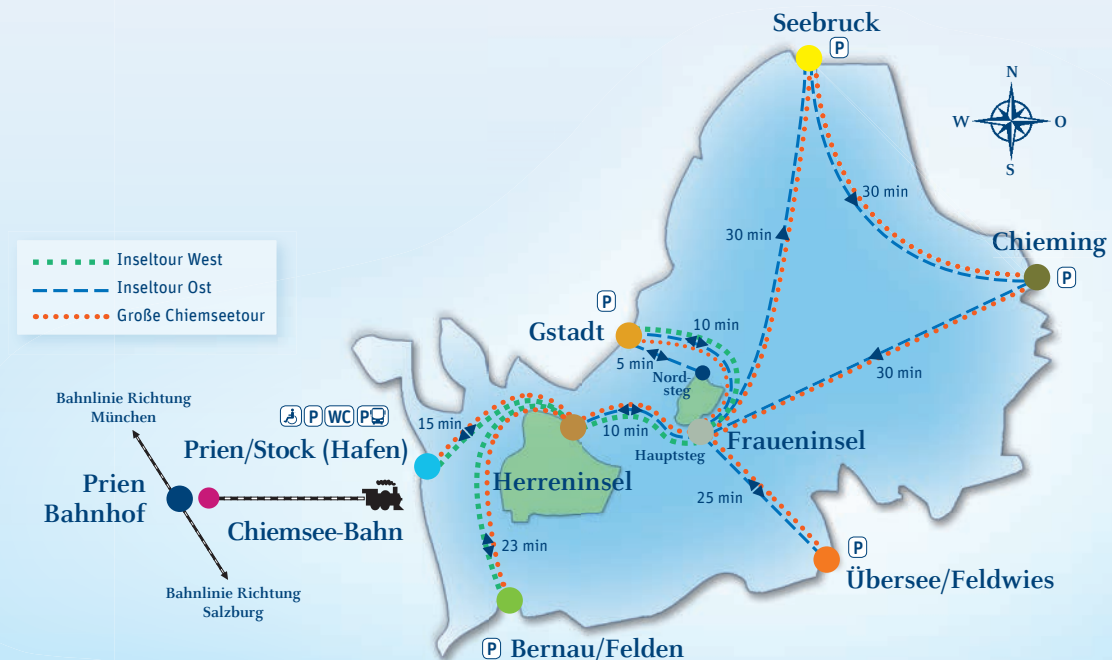 Seebruck
P
N
W
O
S
30 min
Chieming
P
30 min
Inseltour West
Inseltour Ost
Große Chiemseetour
P
Gstadt
10 min
5 min
Nord-
steg
30 min
Bahnlinie Richtung
München
P WC P
15 min
Prien/Stock (Hafen)
10 min
Fraueninsel
Hauptsteg
Herreninsel
Prien
Bahnhof
Chiemsee-Bahn
25 min
23 min
P
Übersee/Feldwies
Bahnlinie Richtung
Salzburg
P Bernau/Felden